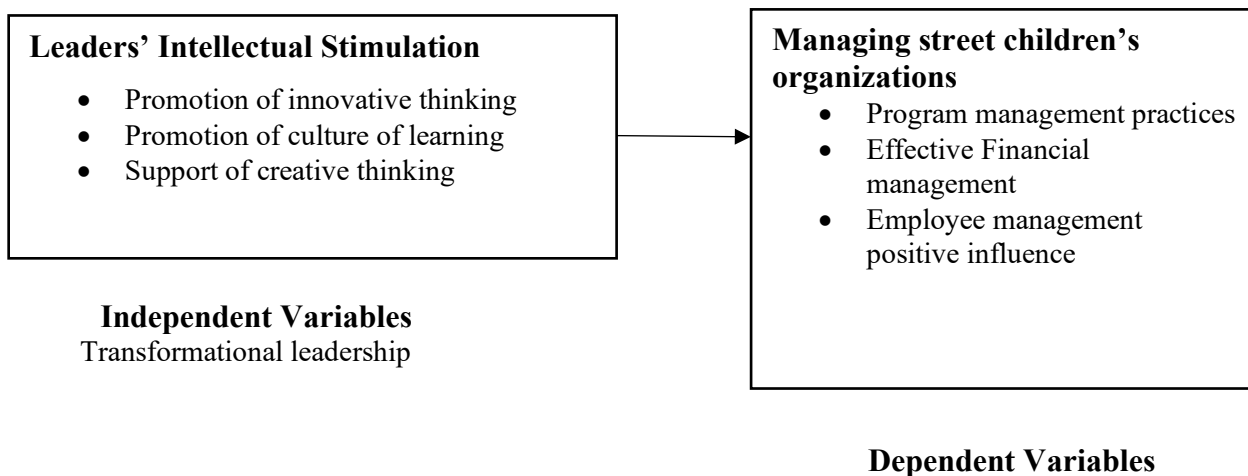 Leaders’ Intellectual Stimulation
• Promotion of innovative thinking
• Promotion of culture of learning
• Support of creative thinking
Managing street children’s
organizations
• Program management practices
• Effective Financial
management
• Employee management
positive influence
Independent Variables
Transformational leadership
Dependent Variables